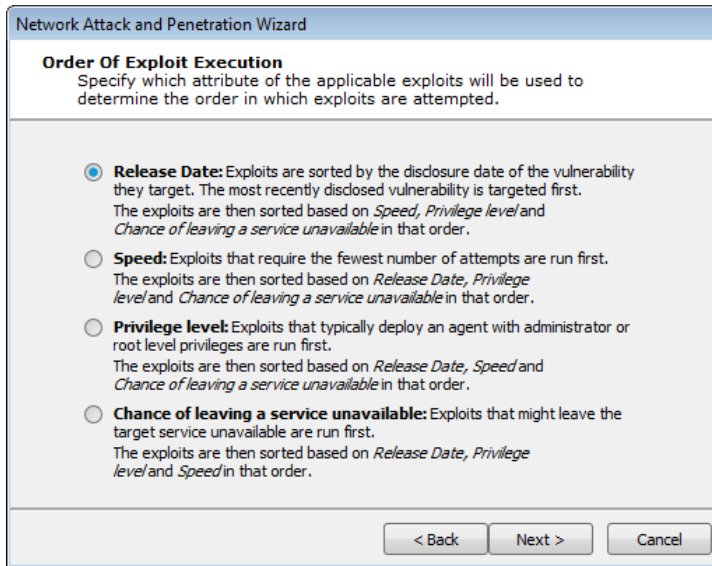 Network Attack and Penetration Wizard
Order Of Exploit Execution
Specify which attribute of the applicable exploits will be used to
determine the order in which exploits are attempted.
Release Date: Exploits are sorted by the disclosure date of the vulnerability
they target. The most recently disclosed vulnerability is targeted first.
The exploits are then sorted based on Speed, Privilege level and
Chance of leaving a service unavailable in that order.
Speed: Exploits that require the fewest number of attempts are run first.
The exploits are then sorted based on Release Date, Privilege
level and Chance of leaving a service unavailable in that order.
Privilege level: Exploits that typically deploy an agent with administrator or
root level privileges are run first.
The exploits are then sorted based on Release Date, Speed and
Chance of leaving a service unavailable in that order.
Chance of leaving a service unavailable: Exploits that might leave the
target service unavailable are run first.
The exploits are then sorted based on Release Date, Privilege
level and Speed in that order.
< Back Next > Cancel